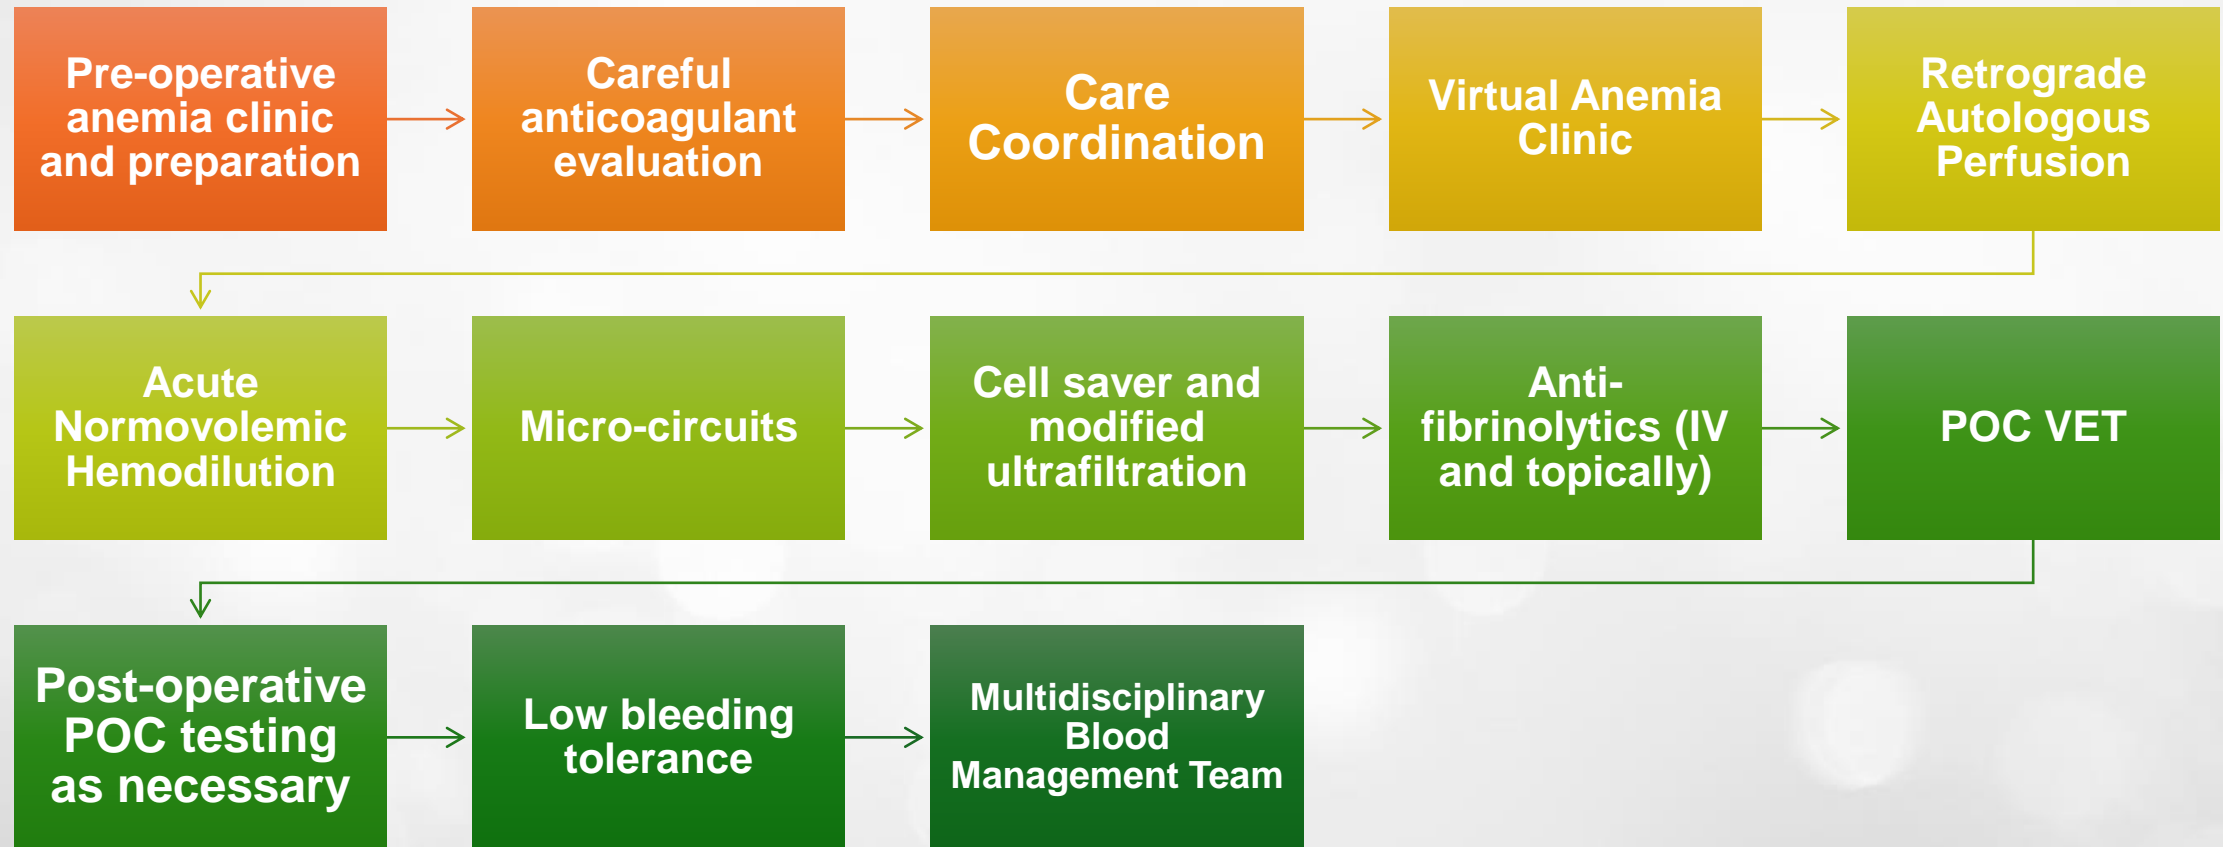 Pre-operative
anemia clinic
and preparation
Careful
anticoagulant
evaluation
Care
Coordination
Virtual Anemia
Clinic
Retrograde
Autologous
Perfusion
Acute
Normovolemic
Hemodilution
Micro-circuits
Cell saver and
modified
ultrafiltration
Anti-
fibrinolytics (IV
and topically)
POC VET
Post-operative
POC testing
as necessary
Low bleeding
tolerance
Multidisciplinary
Blood
Management Team